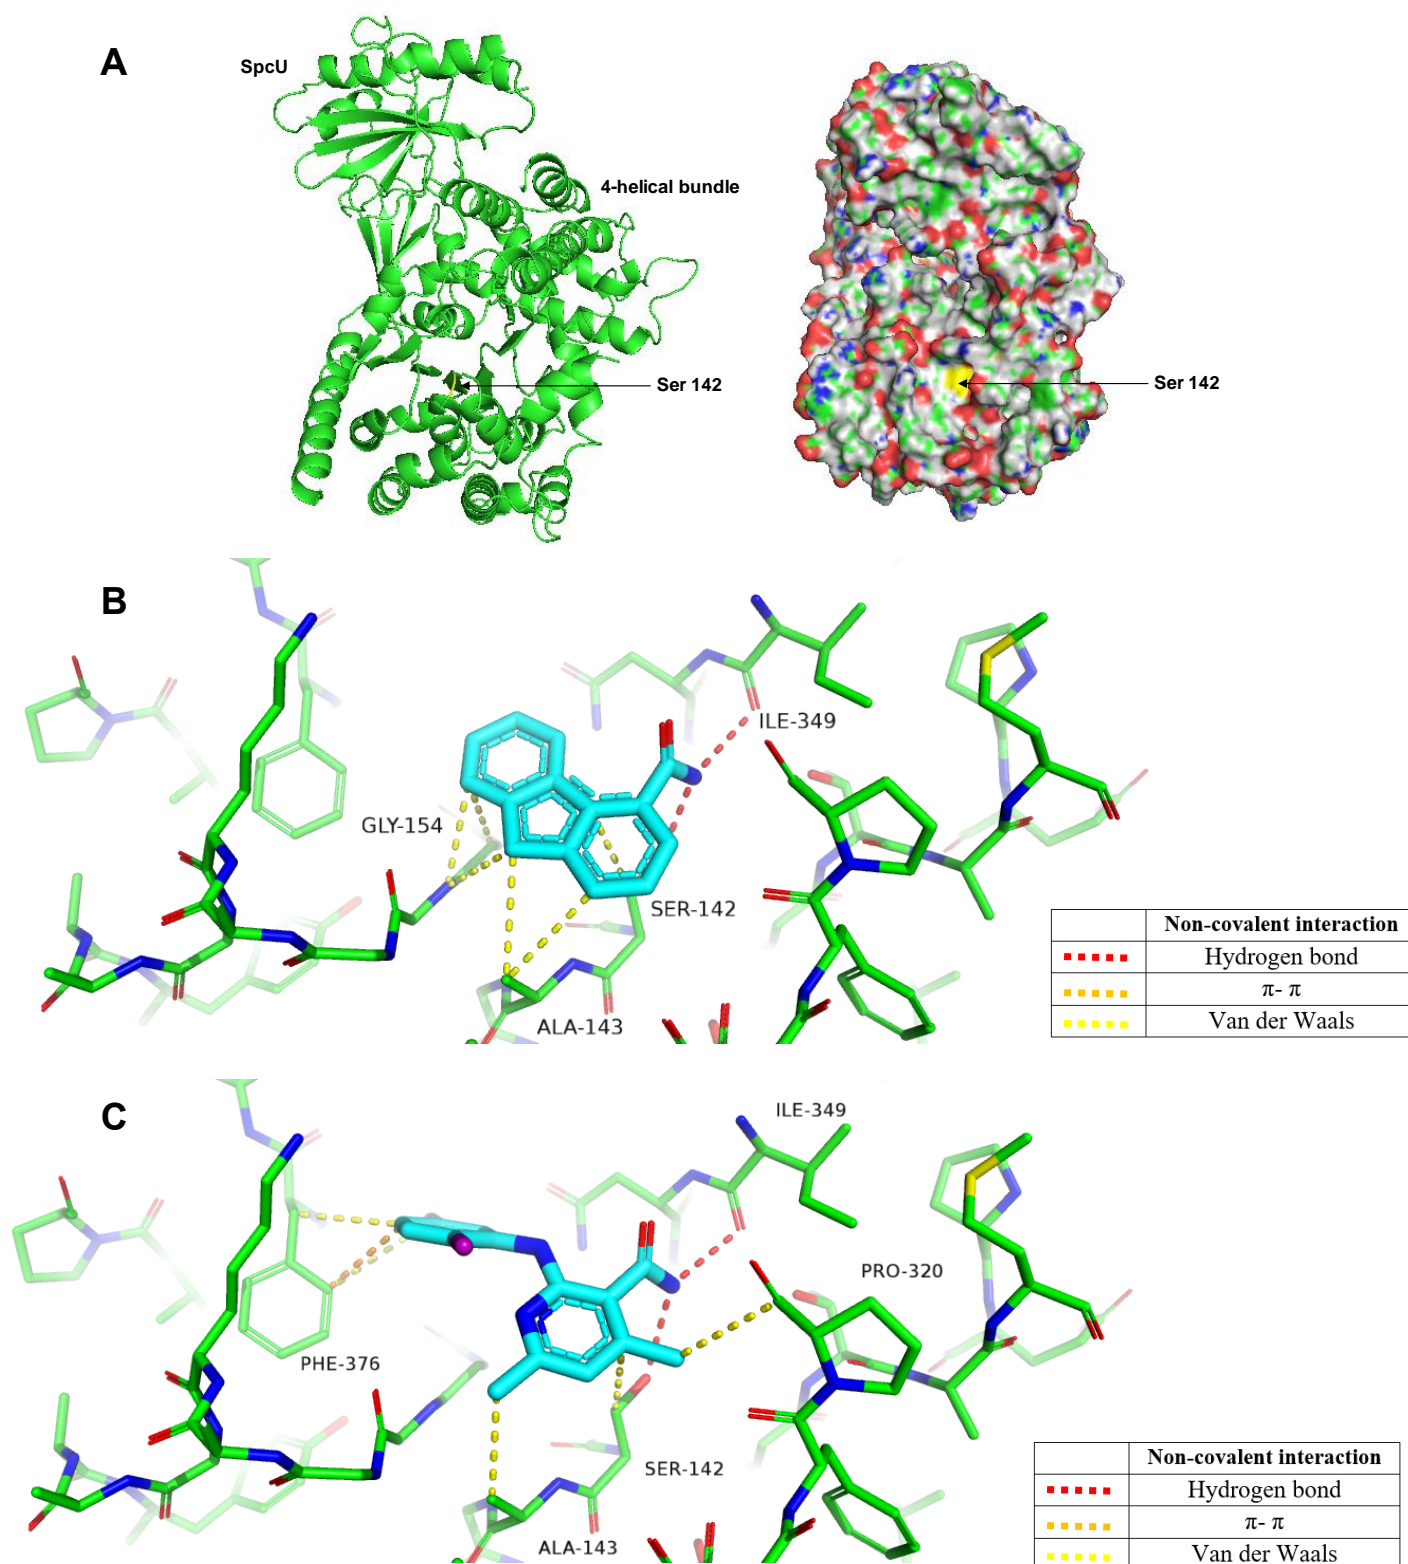 A
SpcU
4-helical bundle
Ser 142
Ser 142
B
ILE-349
GLY-154
SER-142
ALA-143
Non-covalent interaction
Hydrogen bond
π- π
Van der Waals
C
ILE-349
PRO-320
PHE-376
SER-142
ALA-143
Non-covalent interaction
Hydrogen bond
π- π
Van der Waals